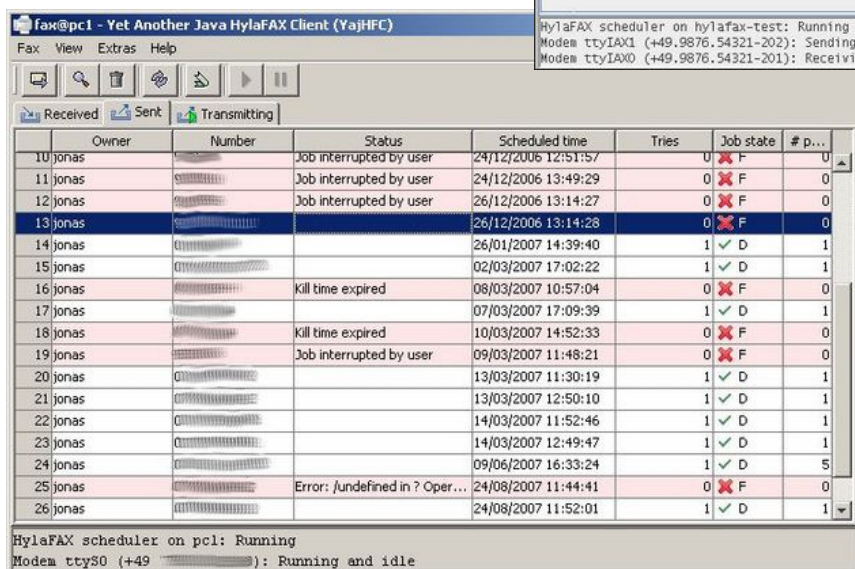 fax@pc1 - Yet Another Java HylaFAX Client (YajHFC)
HylaFAX scheduler on hylafax-test: Running
Modem ttyIAX1 (+49.9876.54321-202): Sending
Modem ttyIAX0 (+49.9876.54321-201): Receivi
Fax View Extras Help
Received Sent Transmitting
Owner Number Status Scheduled time Tries Job state # p...
10 jonas Job interrupted by user 24/12/2006 12:51:57 0 F 0
11 jonas Job interrupted by user 24/12/2006 13:49:29 0 F 0
12 jonas Job interrupted by user 26/12/2006 13:14:27 0 F 0
13 jonas 26/12/2006 13:14:28 0 F 0
14 jonas 26/01/2007 14:39:40 1 D 1
15 jonas 02/03/2007 17:02:22 1 D 1
16 jonas Kill time expired 08/03/2007 10:57:04 0 F 0
17 jonas 07/03/2007 17:09:39 1 D 1
18 jonas Kill time expired 10/03/2007 14:52:33 0 F 0
19 jonas Job interrupted by user 09/03/2007 11:48:21 0 F 0
20 jonas 13/03/2007 11:30:19 1 D 1
21 jonas 13/03/2007 12:50:10 1 D 1
22 jonas 14/03/2007 11:52:46 1 D 1
23 jonas 14/03/2007 12:49:47 1 D 1
24 jonas 09/06/2007 16:33:24 1 D 5
25 jonas Error: /undefined in ? Oper... 24/08/2007 11:44:41 0 F 0
26 jonas 24/08/2007 11:52:01 1 D 1
HylaFAX scheduler on pc1: Running
Modem ttyS0 (+49 ): Running and idle